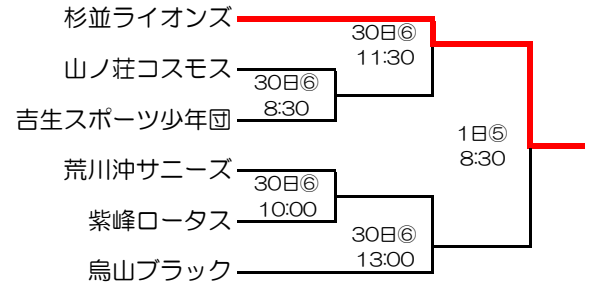 杉並ライオンズ
30日⑥
11:30
山ノ荘コスモス
30日⑥
8:30
吉生スポーツ少年団
1日⑤
8:30
荒川沖サニーズ
30日⑥
10:00
紫峰ロータス
30日⑥
13:00
烏山ブラック